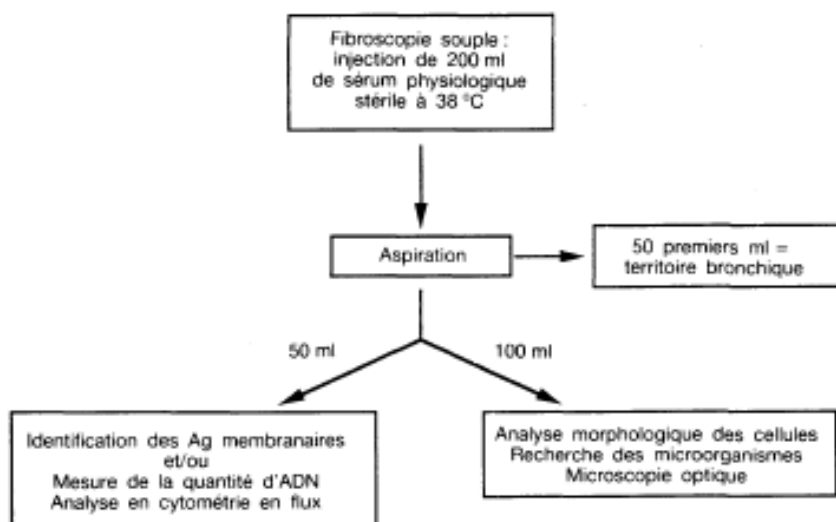 Fibroscopie souple :
injection de 200 ml
de sérum physiologique
stérile à 38 °C
Aspiration
50 premiers ml =
territoire bronchique
50 ml
100 ml
Identification des Ag membranaires
et/ou
Mesure de la quantité d'ADN
Analyse en cytométrie en flux
Analyse morphologique des cellules
Recherche des microorganismes
Microscopie optique